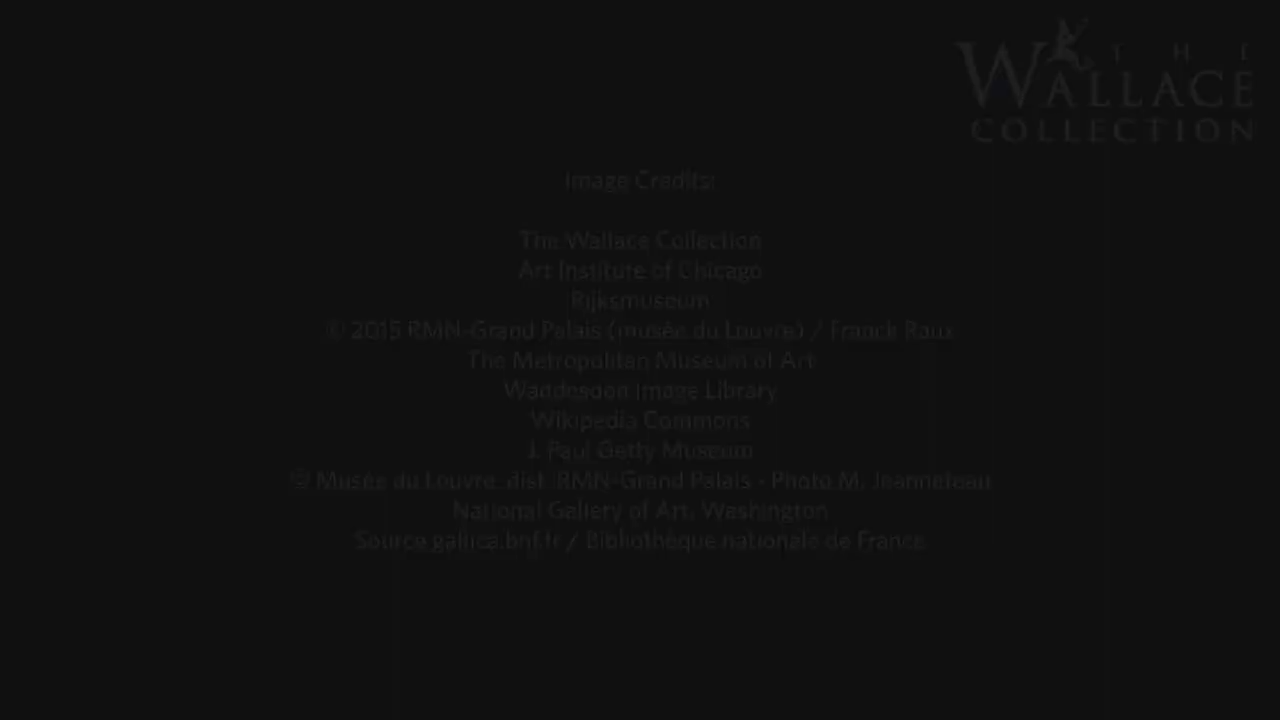 THE
WALLACE
COLLECTION
Image Credits:
The Wallace Collection
Art Institute of Chicago
Rijksmuseum
© 2015 RMN-Grand Palais (musée du Louvre) / Franck Raux
The Metropolitan Museum of Art
Waddesdon Image Library
Wikipedia Commons
J. Paul Getty Museum
© Musée du Louvre, dist. RMN-Grand Palais - Photo M. Jeanneteau
National Gallery of Art, Washington
Source gallica.bnf.fr / Bibliothèque nationale de France